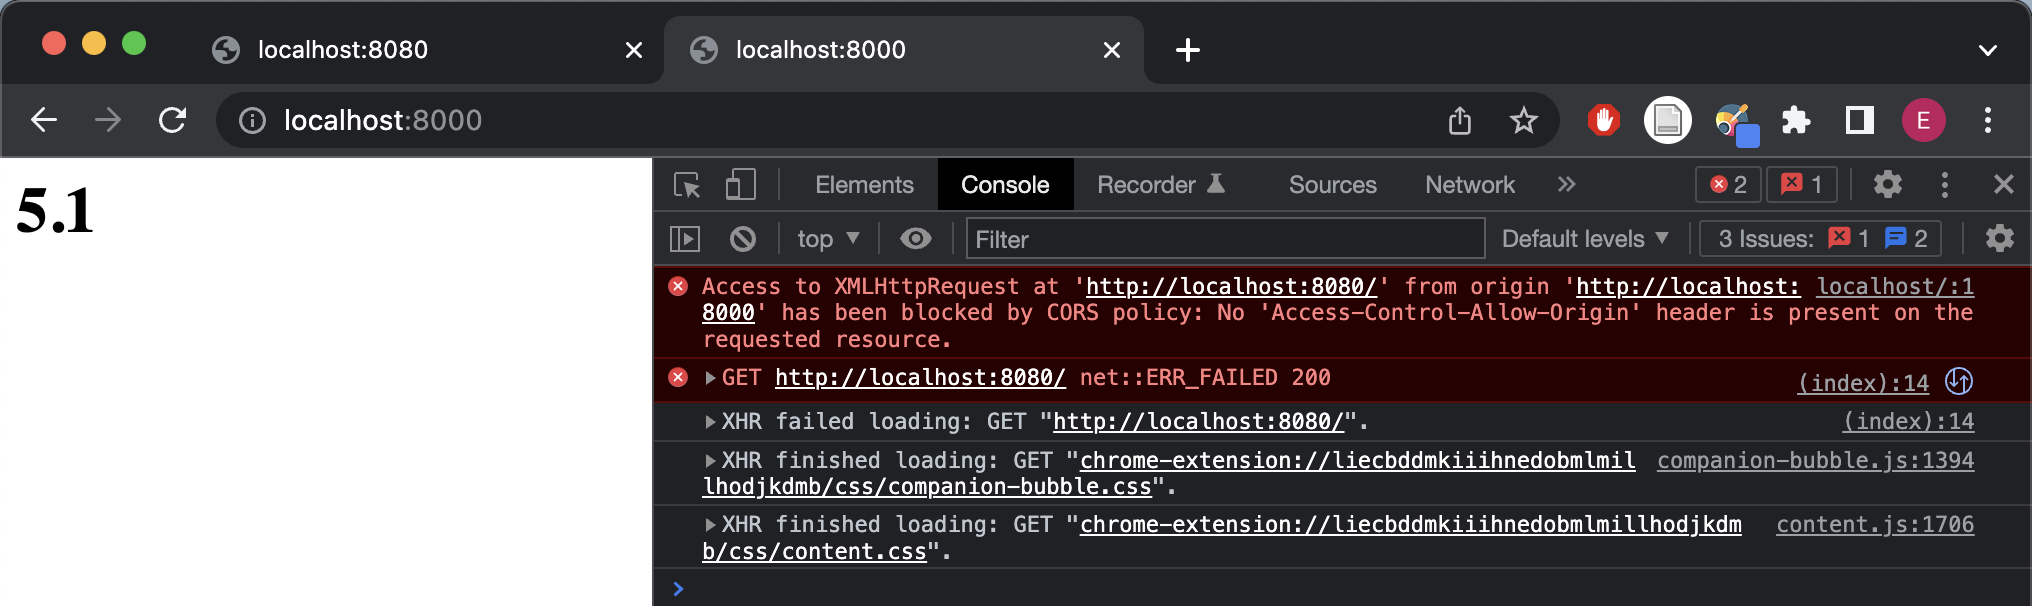 localhost:8080
localhost:8000
localhost:8000
E
5.1
Elements Console Recorder Sources Network 2 1
top Filter Default levels 3 Issues: 1 2
Access to XMLHttpRequest at 'http://localhost:8080/' from origin 'http://localhost: localhost/:1
8000' has been blocked by CORS policy: No 'Access-Control-Allow-Origin' header is present on the
requested resource.
GET http://localhost:8080/ net::ERR_FAILED 200 (index):14
XHR failed loading: GET "http://localhost:8080/". (index):14
XHR finished loading: GET "chrome-extension://liecbddmkiiihnedobmlmil companion-bubble.js:1394
lhodjkdmb/css/companion-bubble.css".
XHR finished loading: GET "chrome-extension://liecbddmkiiihnedobmlmillhodjkdm content.js:1706
b/css/content.css".